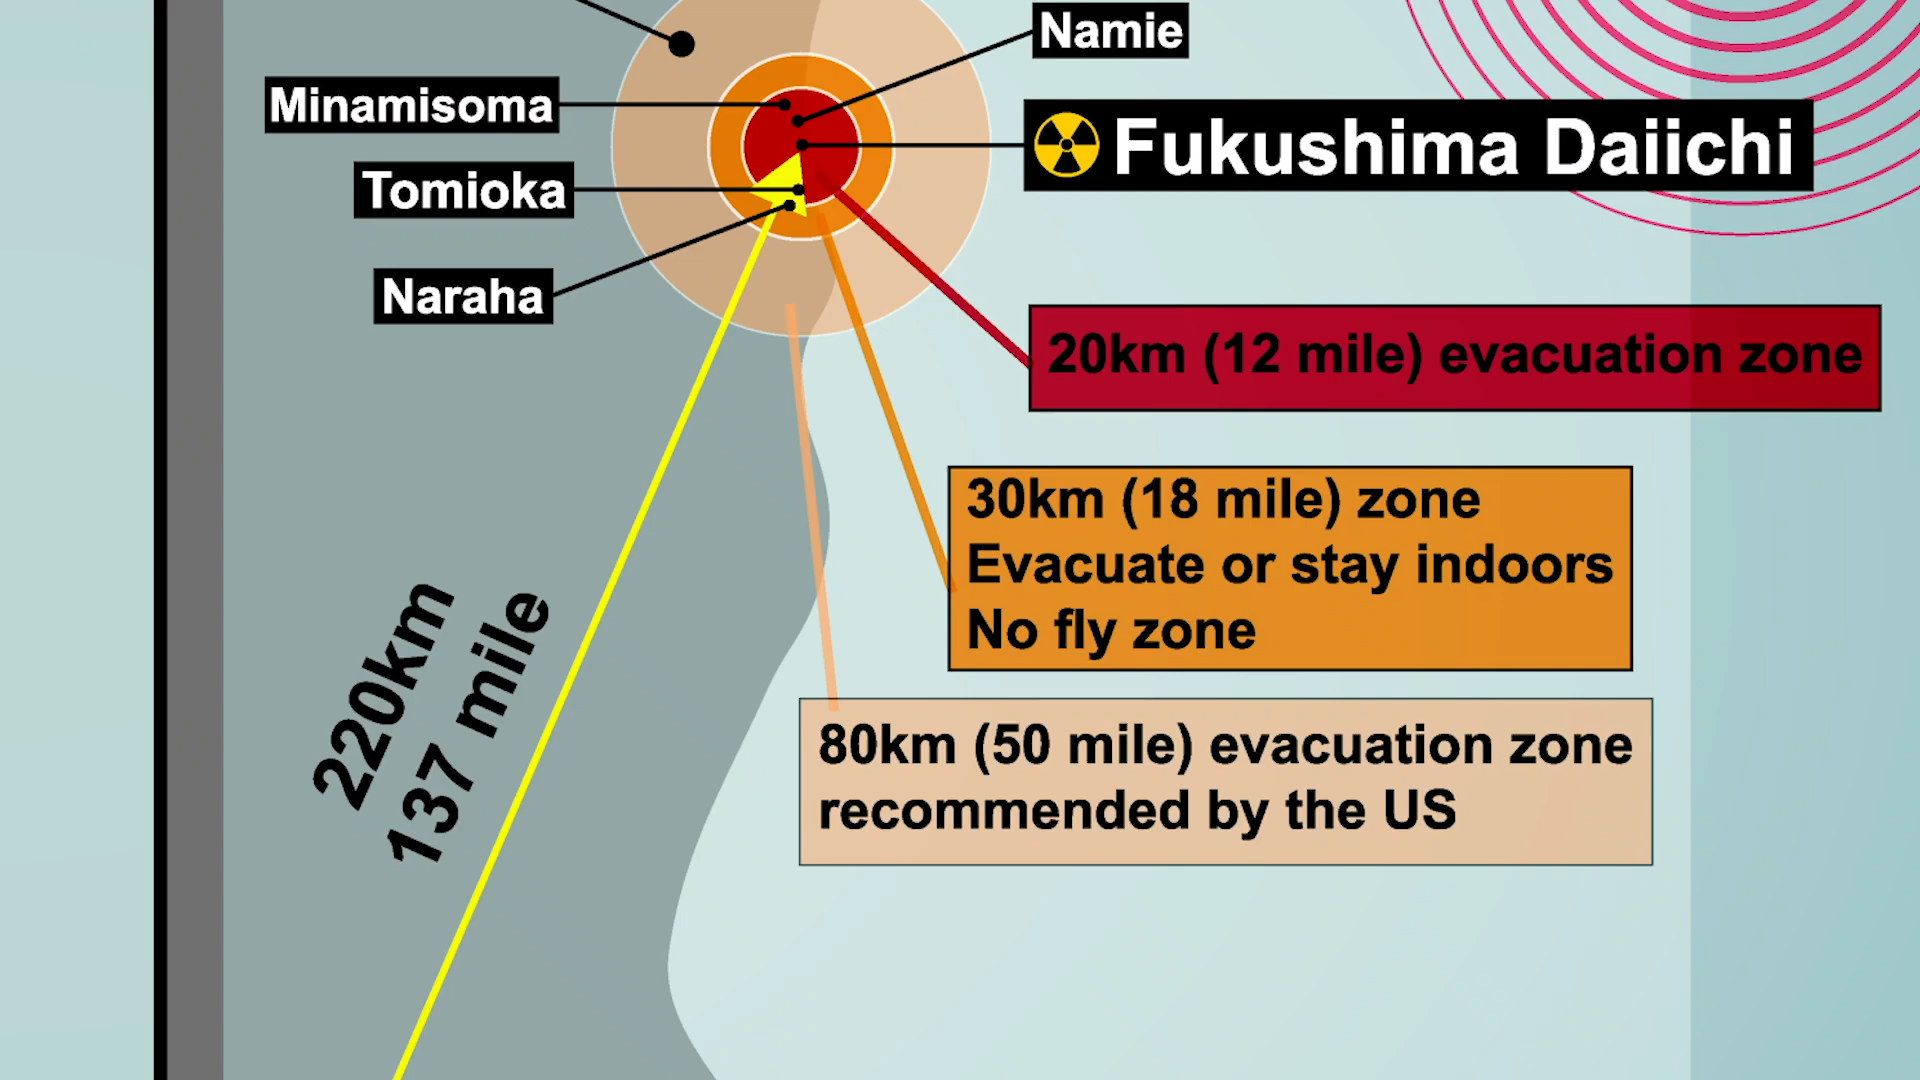 Namie
Minamisoma
Fukushima Daiichi
Tomioka
Naraha
20km (12 mile) evacuation zone
30km (18 mile) zone
Evacuate or stay indoors
No fly zone
220km
137 mile
80km (50 mile) evacuation zone
recommended by the US